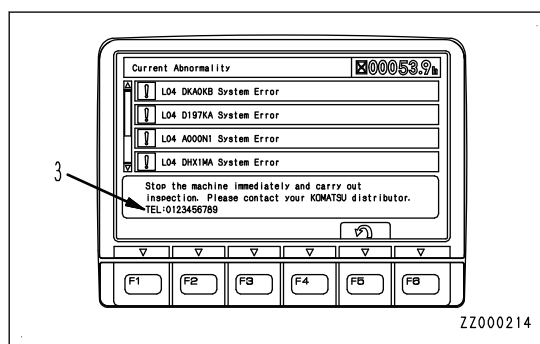 Current Abnormality 00053.9h
! L04 DKA0KB System Error
! L04 D197KA System Error
! L04 A000N1 System Error
! L04 DHX1MA System Error
3
Stop the machine immediately and carry out
inspection. Please contact your KOMATSU distributor.
TEL:0123456789
F1 F2 F3 F4 F5 F6
ZZ000214